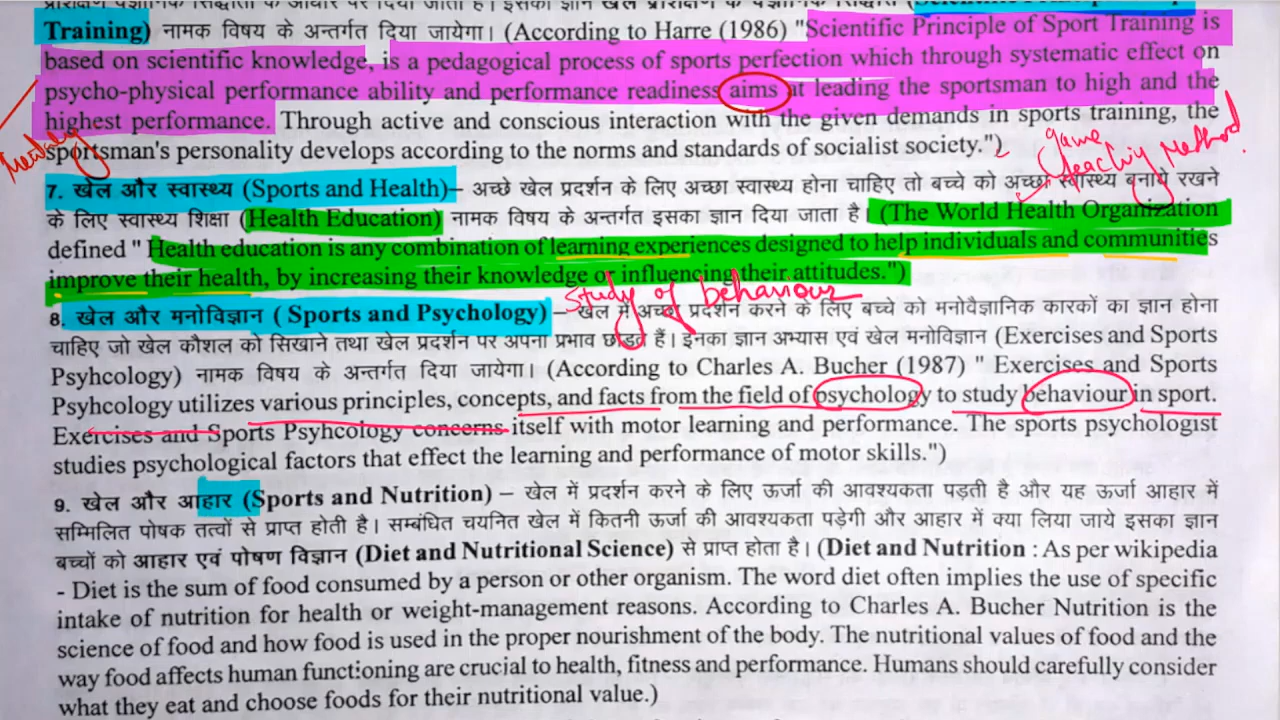 Training) नामक विषय के अन्तर्गत दिया जायेगा। (According to Harre (1986) "Scientific Principle of Sport Training is
based on scientific knowledge, is a pedagogical process of sports perfection which through systematic effect on
psycho-physical performance ability and performance readiness aims at leading the sportsman to high and the
highest performance. Through active and conscious interaction with the given demands in sports training, the
sportsman's personality develops according to the norms and standards of socialist society.")
game
teaching Method.
7. खेल और स्वास्थ्य (Sports and Health)– अच्छे खेल प्रदर्शन के लिए अच्छा स्वास्थ्य होना चाहिए तो बच्चे को अच्छा स्वास्थ्य बनाये रखने
के लिए स्वास्थ्य शिक्षा (Health Education) नामक विषय के अन्तर्गत इसका ज्ञान दिया जाता है। (The World Health Organization
defined " Health education is any combination of learning experiences designed to help individuals and communities
improve their health, by increasing their knowledge or influencing their attitudes.")
Study of behaviour
8. खेल और मनोविज्ञान ( Sports and Psychology) – खेल में अच्छा प्रदर्शन करने के लिए बच्चे को मनोवैज्ञानिक कारकों का ज्ञान होना
चाहिए जो खेल कौशल को सिखाने तथा खेल प्रदर्शन पर अपना प्रभाव छोड़ते हैं। इनका ज्ञान अभ्यास एवं खेल मनोविज्ञान (Exercises and Sports
Psyhcology) नामक विषय के अन्तर्गत दिया जायेगा। (According to Charles A. Bucher (1987) " Exercises and Sports
Psyhcology utilizes various principles, concepts, and facts from the field of psychology to study behaviour in sport.
Exercises and Sports Psyhcology concerns itself with motor learning and performance. The sports psychologist
studies psychological factors that effect the learning and performance of motor skills.")
9. खेल और आहार (Sports and Nutrition) – खेल में प्रदर्शन करने के लिए ऊर्जा की आवश्यकता पड़ती है और यह ऊर्जा आहार में
सम्मिलित पोषक तत्वों से प्राप्त होती है। सम्बंधित चयनित खेल में कितनी ऊर्जा की आवश्यकता पड़ेगी और आहार में क्या लिया जाये इसका ज्ञान
बच्चों को आहार एवं पोषण विज्ञान (Diet and Nutritional Science) से प्राप्त होता है। (Diet and Nutrition : As per wikipedia
- Diet is the sum of food consumed by a person or other organism. The word diet often implies the use of specific
intake of nutrition for health or weight-management reasons. According to Charles A. Bucher Nutrition is the
science of food and how food is used in the proper nourishment of the body. The nutritional values of food and the
way food affects human functioning are crucial to health, fitness and performance. Humans should carefully consider
what they eat and choose foods for their nutritional value.)